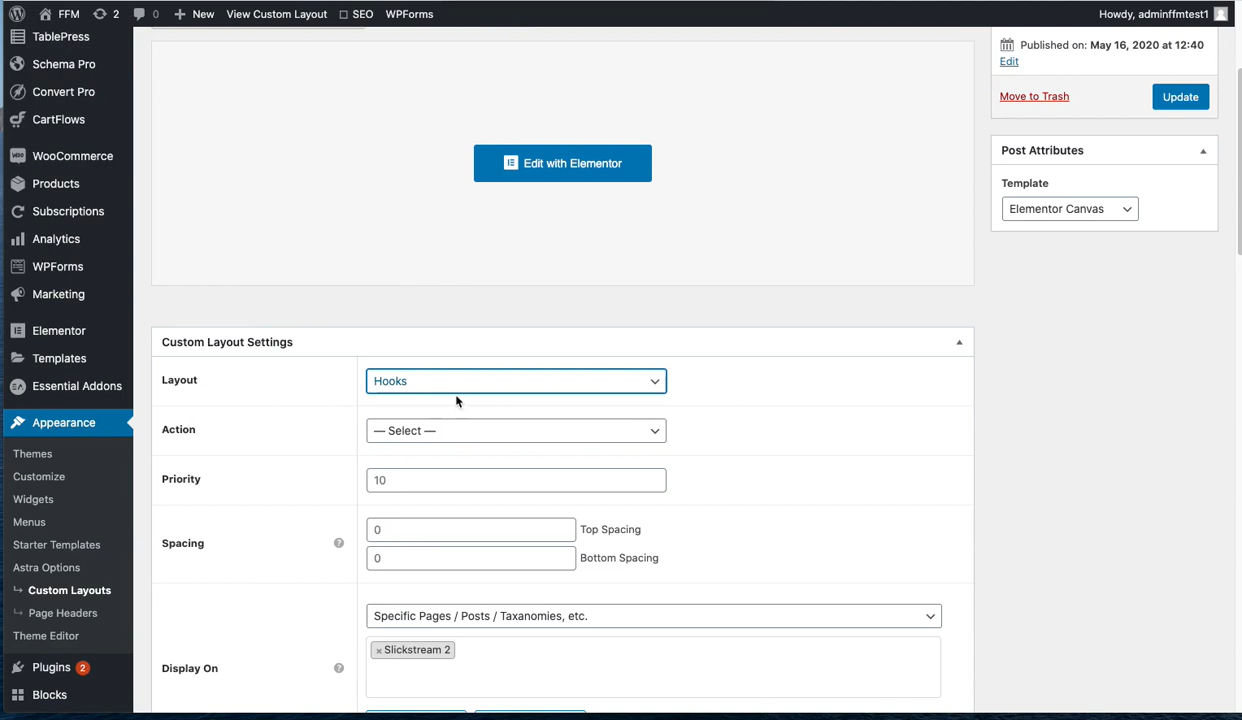 FFM 2 0 New View Custom Layout SEO WPForms Howdy, adminffmtest1
TablePress
Schema Pro
Convert Pro
CartFlows
WooCommerce
Products
Subscriptions
Analytics
WPForms
Marketing
Elementor
Templates
Essential Addons
Appearance
Themes
Customize
Widgets
Menus
Starter Templates
Astra Options
Custom Layouts
Page Headers
Theme Editor
Plugins 2
Blocks
Edit with Elementor
Custom Layout Settings
Layout Hooks
Action — Select —
Priority 10
Spacing ? 0 Top Spacing
0 Bottom Spacing
Specific Pages / Posts / Taxanomies, etc.
× Slickstream 2
Display On ?
Published on: May 16, 2020 at 12:40
Edit
Move to Trash Update
Post Attributes
Template
Elementor Canvas